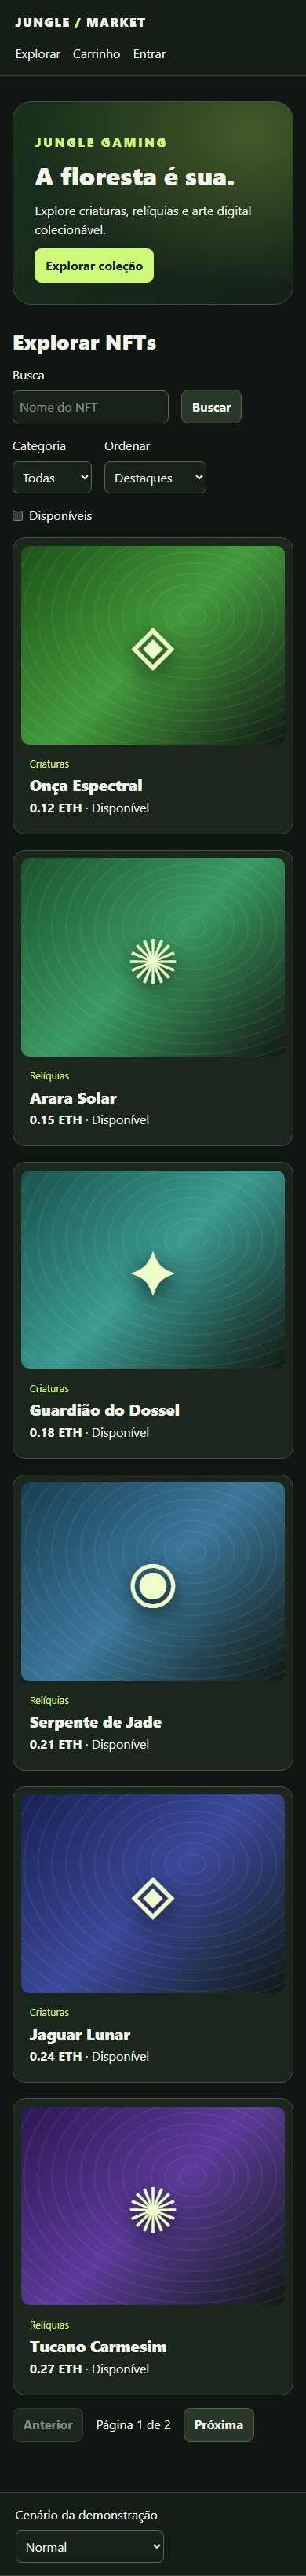 JUNGLE / MARKET
Explorar Carrinho Entrar
JUNGLE GAMING
A floresta é sua.
Explore criaturas, relíquias e arte digital
colecionável.
Explorar coleção
Explorar NFTs
Busca
Nome do NFT
Buscar
Categoria Ordenar
Todas Destaques
Disponíveis
Criaturas
Onça Espectral
0.12 ETH · Disponível
Relíquias
Arara Solar
0.15 ETH · Disponível
Criaturas
Guardião do Dossel
0.18 ETH · Disponível
Relíquias
Serpente de Jade
0.21 ETH · Disponível
Criaturas
Jaguar Lunar
0.24 ETH · Disponível
Relíquias
Tucano Carmesim
0.27 ETH · Disponível
Anterior Página 1 de 2 Próxima
Cenário da demonstração
Normal